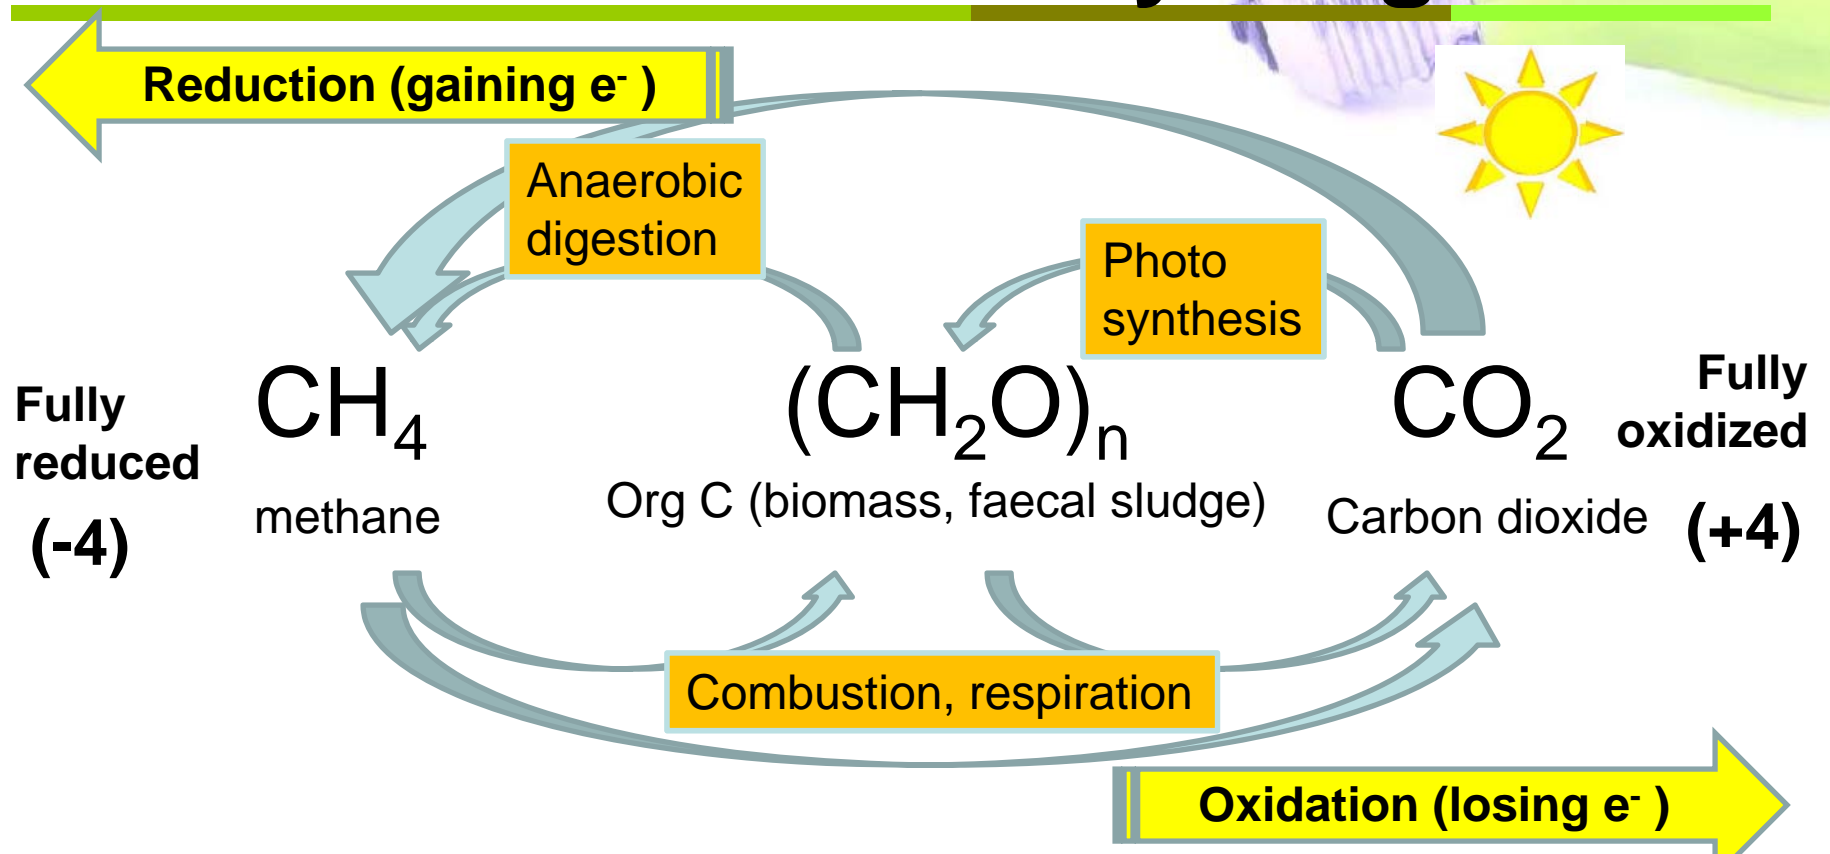 Reduction (gaining e⁻ )
Anaerobic
digestion
Photo
synthesis
Fully
reduced
(-4)
CH₄
methane
(CH₂O)ₙ
Org C (biomass, faecal sludge)
CO₂
Carbon dioxide
Fully
oxidized
(+4)
Combustion, respiration
Oxidation (losing e⁻ )